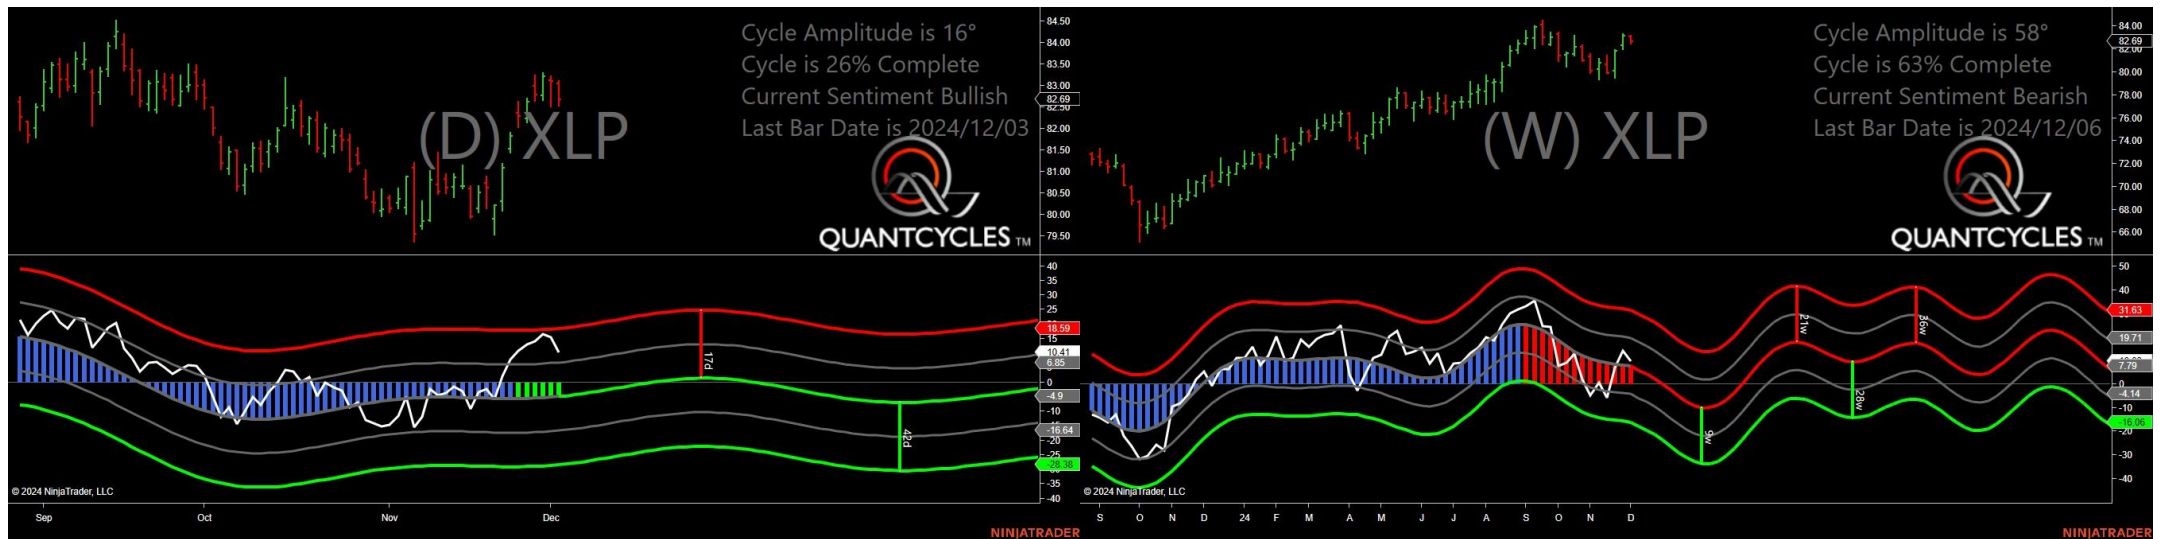 Cycle Amplitude is 16°
Cycle is 26% Complete
Current Sentiment Bullish
Last Bar Date is 2024/12/03
(D) XLP
QUANTCYCLES TM
84.50
84.00
83.50
83.00
82.69
82.50
82.00
81.50
81.00
80.50
80.00
79.50
40
35
30
25
18.59
15
10.41
6.85
0
-4.9
-10
-16.64
-20
-25
-28.38
-35
-40
17d
42d
© 2024 NinjaTrader, LLC
Sep Oct Nov Dec
NINJATRADER
Cycle Amplitude is 58°
Cycle is 63% Complete
Current Sentiment Bearish
Last Bar Date is 2024/12/06
(W) XLP
QUANTCYCLES TM
84.00
82.69
82.00
80.00
78.00
76.00
74.00
72.00
70.00
68.00
66.00
50
40
31.63
19.71
7.79
0
-4.14
-10
-16.06
-20
-30
-40
21w
36w
9w
28w
© 2024 NinjaTrader, LLC
S O N D 24 F M A M J J A S O N D
NINJATRADER